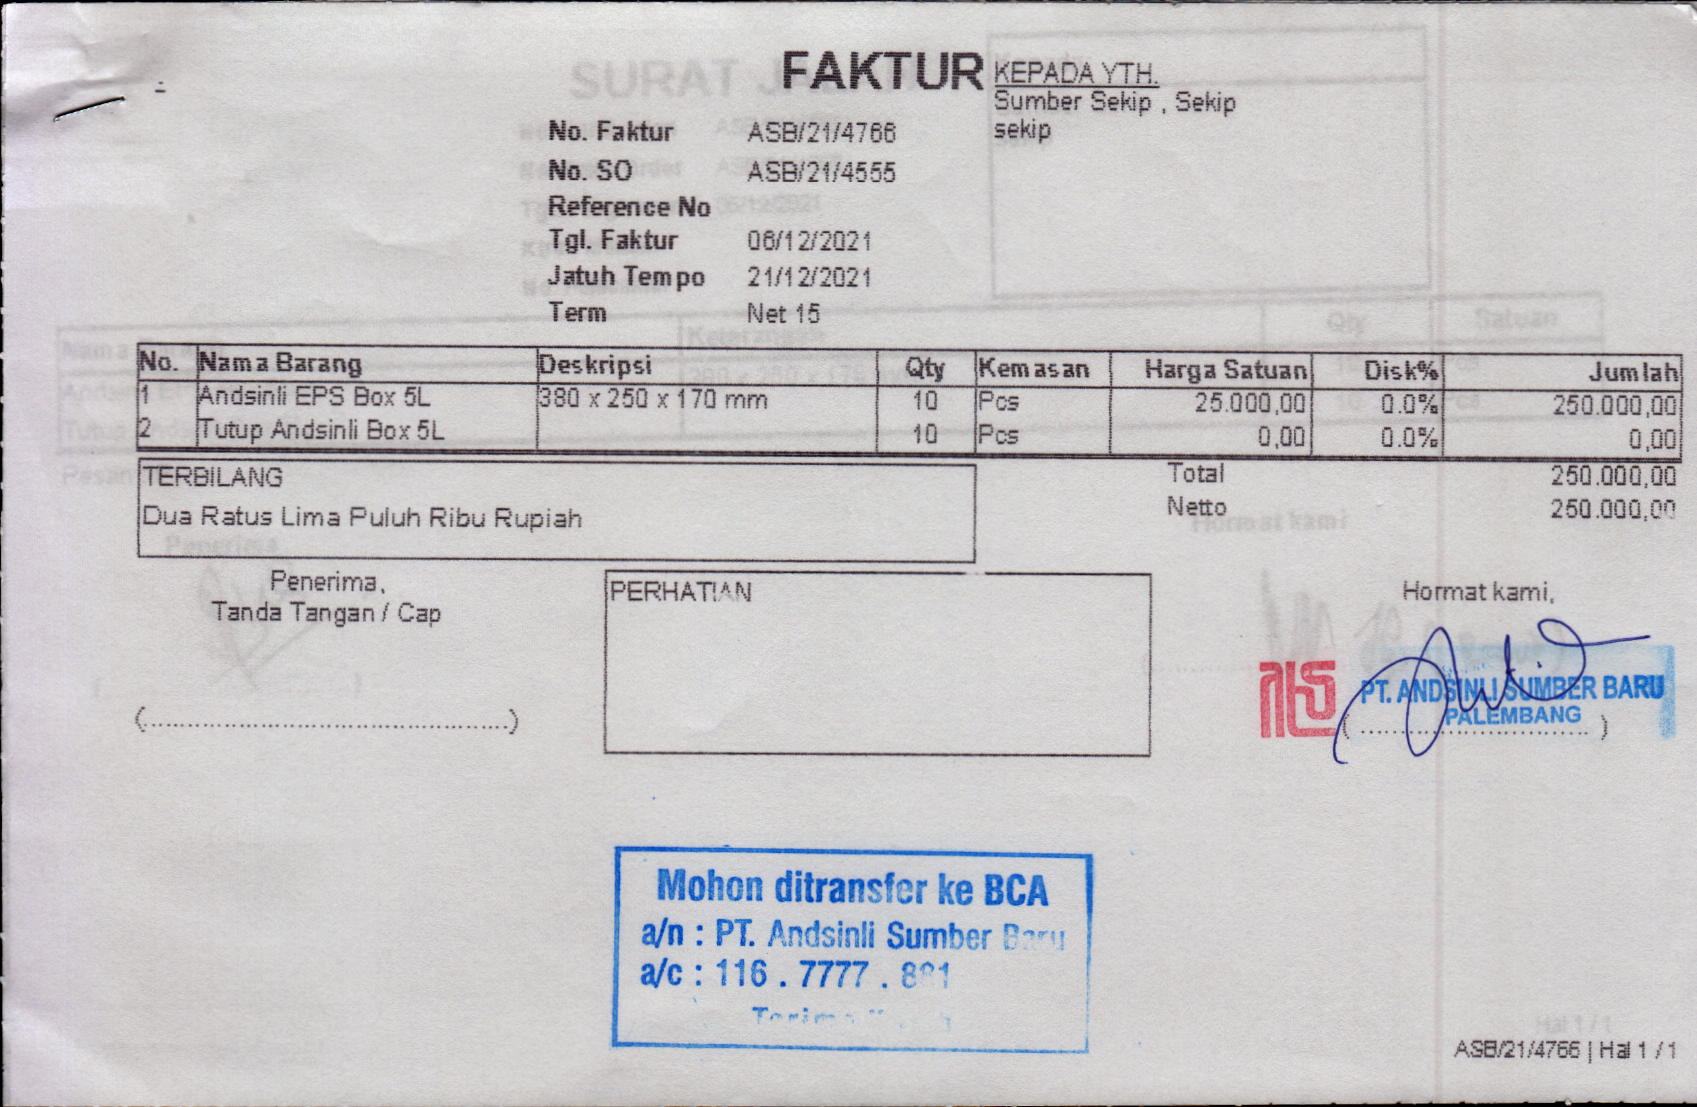 FAKTUR
KEPADA YTH.
Sumber Sekip , Sekip
sekip
No. Faktur ASB/21/4766
No. SO ASB/21/4555
Reference No
Tgl. Faktur 06/12/2021
Jatuh Tempo 21/12/2021
Term Net 15
No. Nama Barang Deskripsi Qty Kemasan Harga Satuan Disk% Jumlah
1 Andsinli EPS Box 5L 380 x 250 x 170 mm 10 Pcs 25.000,00 0.0% 250.000,00
2 Tutup Andsinli Box 5L 10 Pcs 0,00 0.0% 0,00
TERBILANG
Dua Ratus Lima Puluh Ribu Rupiah
Total 250.000,00
Netto 250.000,00
Penerima,
Tanda Tangan / Cap
PERHATIAN
Hormat kami,
PT. ANDSINLI SUMBER BARU
PALEMBANG
Mohon ditransfer ke BCA
a/n : PT. Andsinli Sumber Baru
a/c : 116 . 7777 .
ASB/21/4766 | Hal 1 / 1